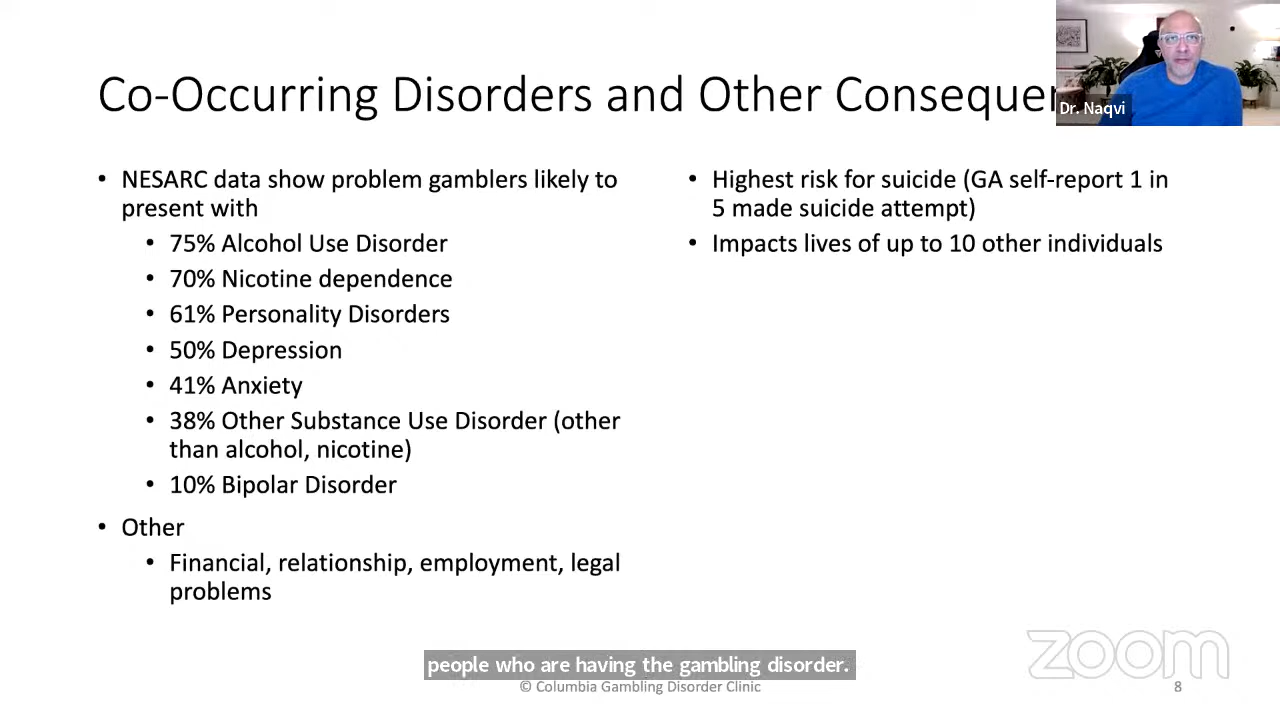 Co-Occurring Disorders and Other Consequen
Dr. Naqvi
• NESARC data show problem gamblers likely to
present with
• 75% Alcohol Use Disorder
• 70% Nicotine dependence
• 61% Personality Disorders
• 50% Depression
• 41% Anxiety
• 38% Other Substance Use Disorder (other
than alcohol, nicotine)
• 10% Bipolar Disorder
• Other
• Financial, relationship, employment, legal
problems
• Highest risk for suicide (GA self-report 1 in
5 made suicide attempt)
• Impacts lives of up to 10 other individuals
people who are having the gambling disorder.
© Columbia Gambling Disorder Clinic
zoom
8